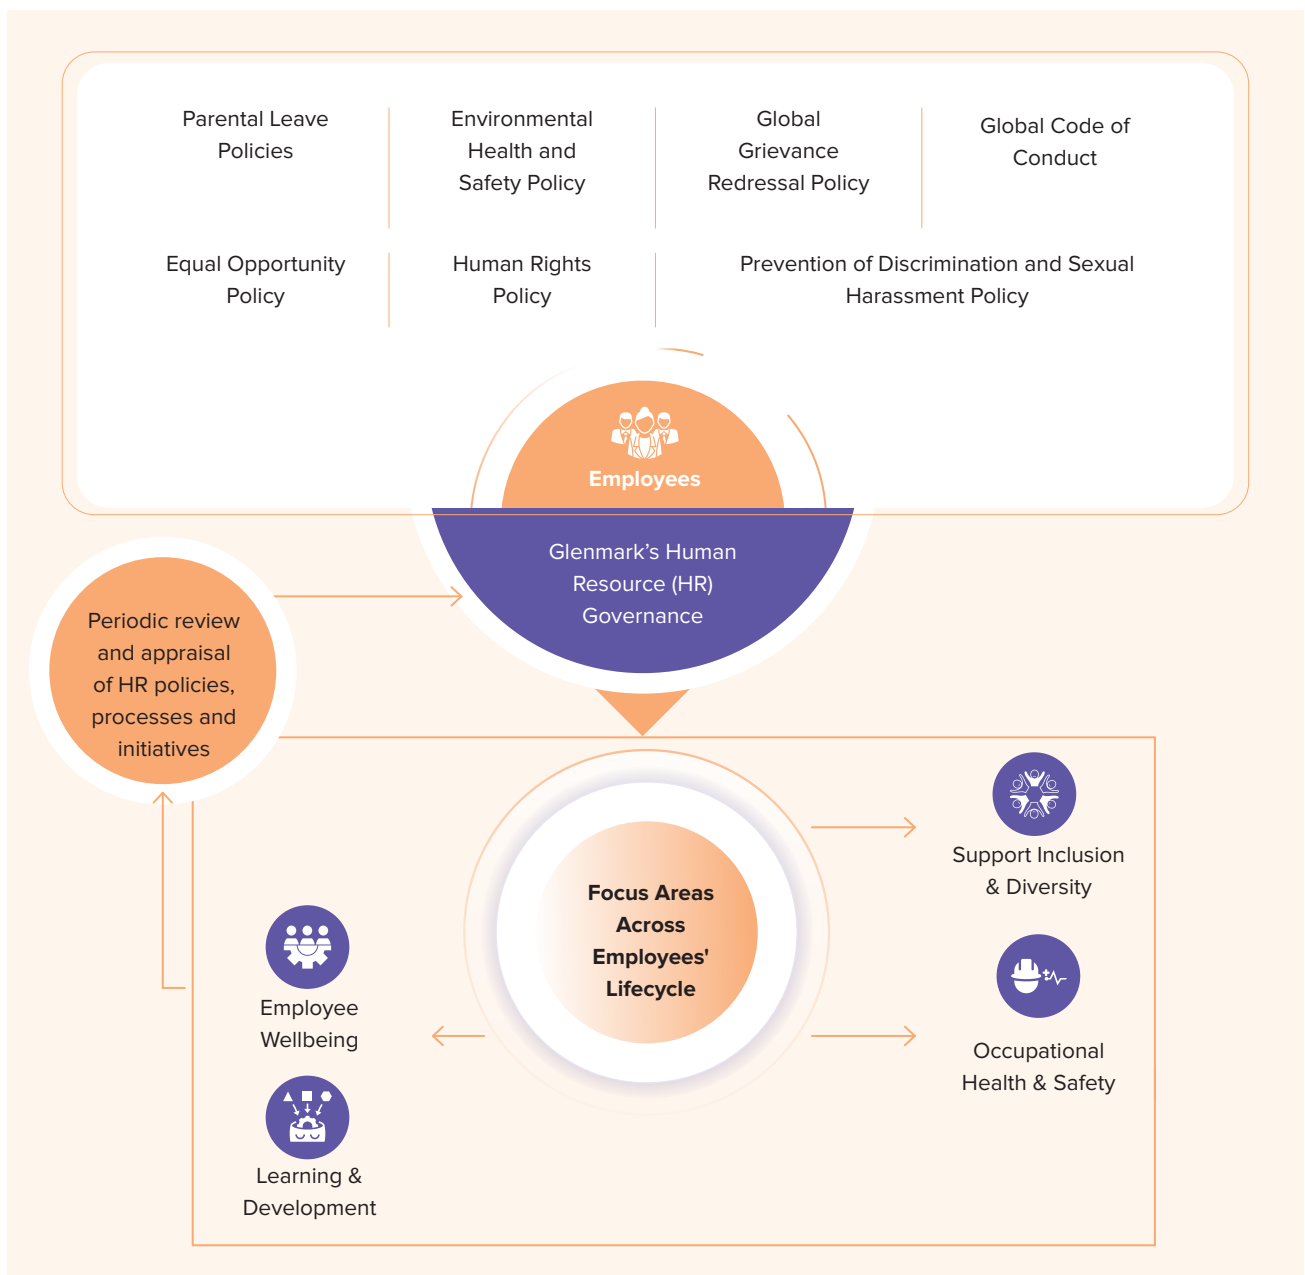 Parental Leave
Policies
Environmental
Health and
Safety Policy
Global
Grievance
Redressal Policy
Global Code of
Conduct
Equal Opportunity
Policy
Human Rights
Policy
Prevention of Discrimination and Sexual
Harassment Policy
Employees
Glenmark’s Human
Resource (HR)
Governance
Periodic review
and appraisal
of HR policies,
processes and
initiatives
Focus Areas
Across
Employees'
Lifecycle
Support Inclusion
& Diversity
Employee
Wellbeing
Occupational
Health & Safety
Learning &
Development